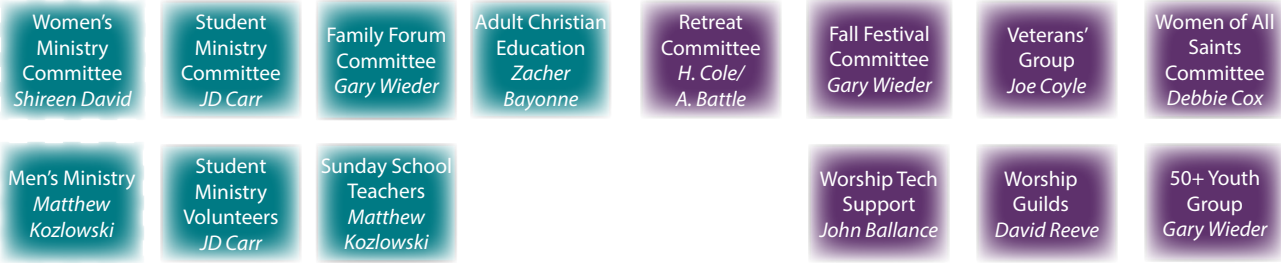 Women’s
Ministry
Committee
Shireen David
Student
Ministry
Committee
JD Carr
Family Forum
Committee
Gary Wieder
Adult Christian
Education
Zacher
Bayonne
Retreat
Committee
H. Cole/
A. Battle
Fall Festival
Committee
Gary Wieder
Veterans’
Group
Joe Coyle
Women of All
Saints
Committee
Debbie Cox
Men’s Ministry
Matthew
Kozlowski
Student
Ministry
Volunteers
JD Carr
Sunday School
Teachers
Matthew
Kozlowski
Worship Tech
Support
John Ballance
Worship
Guilds
David Reeve
50+ Youth
Group
Gary Wieder